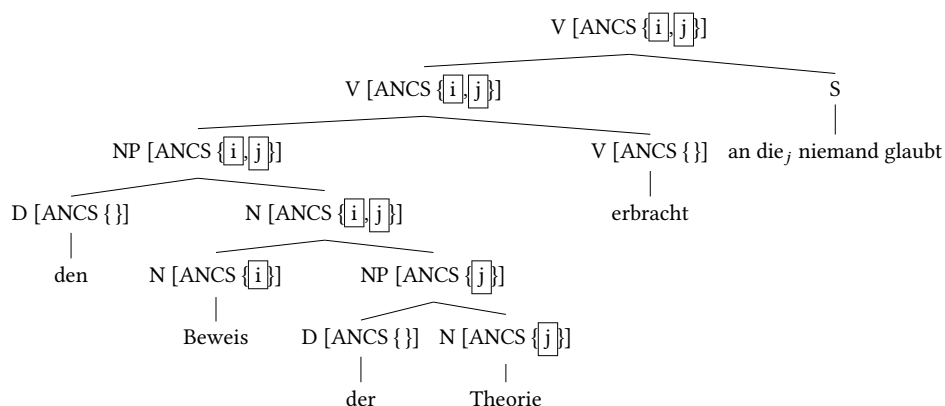 V [ANCS {i,j}]
V [ANCS {i,j}] S
NP [ANCS {i,j}] V [ANCS {}] an die_j niemand glaubt
D [ANCS {}] N [ANCS {i,j}] erbracht
den N [ANCS {i}] NP [ANCS {j}]
Beweis D [ANCS {}] N [ANCS {j}]
der Theorie